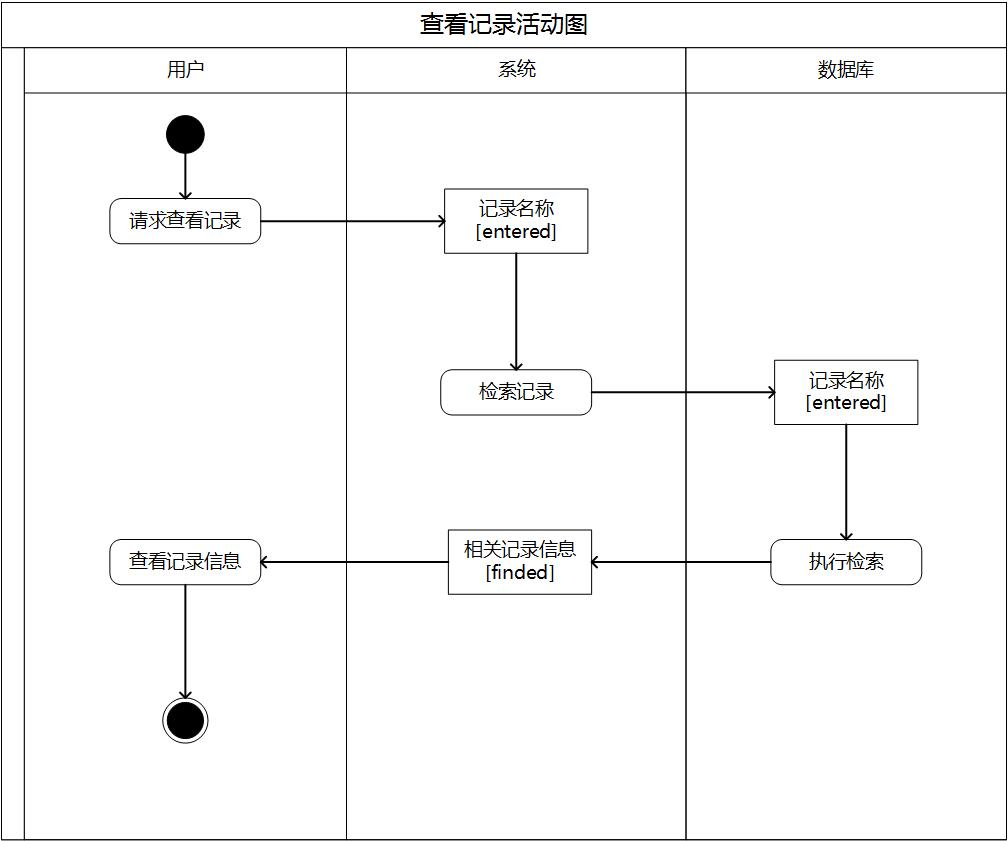 查看记录活动图
用户
系统
数据库
请求查看记录
记录名称
[entered]
检索记录
记录名称
[entered]
查看记录信息
相关记录信息
[finded]
执行检索